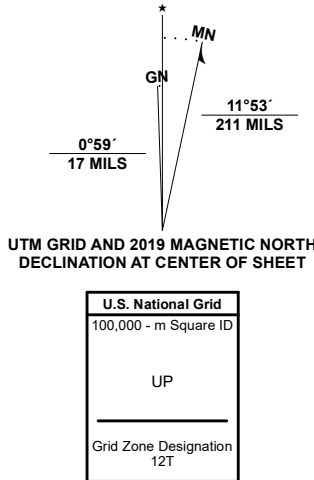 MN
GN
11°53´
211 MILS
0°59´
17 MILS
UTM GRID AND 2019 MAGNETIC NORTH
DECLINATION AT CENTER OF SHEET
U.S. National Grid
100,000 - m Square ID
UP
Grid Zone Designation
12T